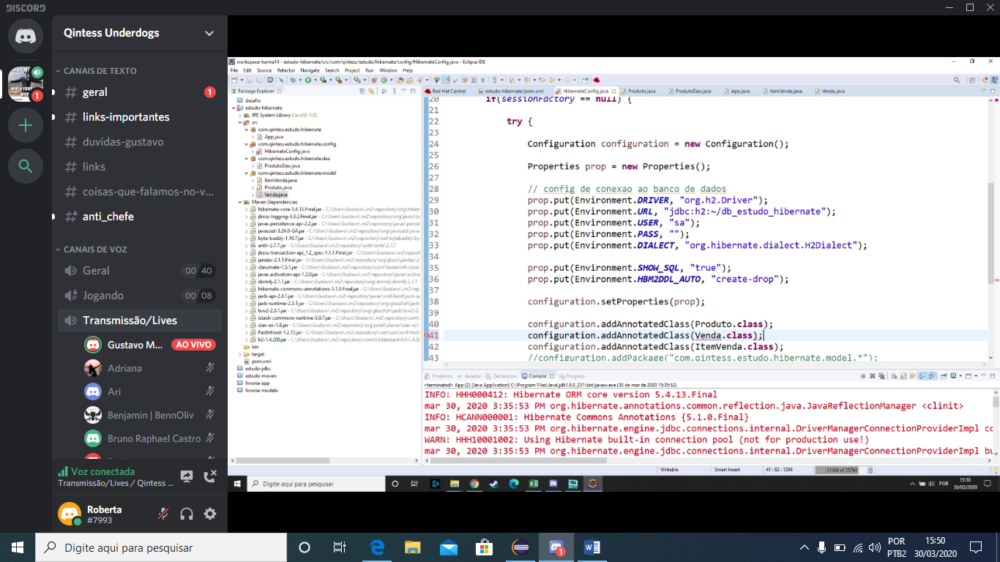 DISCORD
Qintess Underdogs
CANAIS DE TEXTO
# geral 1
# links-importantes
# duvidas-gustavo
# links
# coisas-que-falamos-no-v...
# anti_chefe
CANAIS DE VOZ
Geral 00 40
Jogando 00 08
Transmissão/Lives
Gustavo M... AO VIVO
Adriana
Ari
Benjamin | BennOliv
Bruno Raphael Castro
Voz conectada
Transmissão/Lives / Qintess ...
Roberta
#7993
workspace-turma14 - estudo-hibernate/src/com/qintess/estudo/hibernate/config/HibernateConfig.java - Eclipse IDE
File Edit Source Refactor Navigate Search Project Run Window Help
Package Explorer
desafio
estudo-hibernate
JRE System Library [JavaSE-1.8]
src
com.qintess.estudo.hibernate
App.java
com.qintess.estudo.hibernate.config
HibernateConfig.java
com.qintess.estudo.hibernate.dao
ProdutoDao.java
com.qintess.estudo.hibernate.model
ItemVenda.java
Produto.java
Venda.java
Maven Dependencies
hibernate-core-5.4.13.Final.jar - C:\Users\Gustavo\.m2\repository\org\hibern
jboss-logging-3.3.2.Final.jar - C:\Users\Gustavo\.m2\repository\org\jboss\lo
javax.persistence-api-2.2.jar - C:\Users\Gustavo\.m2\repository\javax\persist
javassist-3.24.0-GA.jar - C:\Users\Gustavo\.m2\repository\org\javassist\javas
byte-buddy-1.10.7.jar - C:\Users\Gustavo\.m2\repository\net\bytebuddy\by
antlr-2.7.7.jar - C:\Users\Gustavo\.m2\repository\antlr\antlr\2.7.7
jboss-transaction-api_1.2_spec-1.1.1.Final.jar - C:\Users\Gustavo\.m2\repos
jandex-2.1.1.Final.jar - C:\Users\Gustavo\.m2\repository\org\jboss\jandex\2
classmate-1.5.1.jar - C:\Users\Gustavo\.m2\repository\com\fasterxml\classm
javax.activation-api-1.2.0.jar - C:\Users\Gustavo\.m2\repository\javax\activ
dom4j-2.1.1.jar - C:\Users\Gustavo\.m2\repository\org\dom4j\dom4j\2.1.1
hibernate-commons-annotations-5.1.0.Final.jar - C:\Users\Gustavo\.m2\rep
jaxb-api-2.3.1.jar - C:\Users\Gustavo\.m2\repository\javax\xml\bind\jaxb-ap
jaxb-runtime-2.3.1.jar - C:\Users\Gustavo\.m2\repository\org\glassfish\jaxb
txw2-2.3.1.jar - C:\Users\Gustavo\.m2\repository\org\glassfish\jaxb\txw2\2.
istack-commons-runtime-3.0.7.jar - C:\Users\Gustavo\.m2\repository\com\
stax-ex-1.8.jar - C:\Users\Gustavo\.m2\repository\org\jvnet\staxex\stax-ex
FastInfoset-1.2.15.jar - C:\Users\Gustavo\.m2\repository\com\sun\xml\fastin
h2-1.4.200.jar - C:\Users\Gustavo\.m2\repository\com\h2database\h2\1.4.20
bin
target
pom.xml
estudo-jdbc
estudo-maven
livraria-app
livraria-modelo
Red Hat Central estudo-hibernate/pom.xml HibernateConfig.java Produto.java ProdutoDao.java App.java ItemVenda.java Venda.java
20 if(sessionFactory == null) {
21
22 try {
23
24 Configuration configuration = new Configuration();
25
26 Properties prop = new Properties();
27
28 // config de conexao ao banco de dados
29 prop.put(Environment.DRIVER, "org.h2.Driver");
30 prop.put(Environment.URL, "jdbc:h2:~/db_estudo_hibernate");
31 prop.put(Environment.USER, "sa");
32 prop.put(Environment.PASS, "");
33 prop.put(Environment.DIALECT, "org.hibernate.dialect.H2Dialect");
34
35 prop.put(Environment.SHOW_SQL, "true");
36 prop.put(Environment.HBM2DDL_AUTO, "create-drop");
37
38 configuration.setProperties(prop);
39
40 configuration.addAnnotatedClass(Produto.class);
41 configuration.addAnnotatedClass(Venda.class);
42 configuration.addAnnotatedClass(ItemVenda.class);
43 //configuration.addPackage("com.qintess.estudo.hibernate.model.*");
Problems Javadoc Declaration Console Progress
<terminated> App (2) [Java Application] C:\Program Files\Java\jdk1.8.0_231\bin\javaw.exe (30 de mar de 2020 15:35:52)
INFO: HHH000412: Hibernate ORM core version 5.4.13.Final
mar 30, 2020 3:35:53 PM org.hibernate.annotations.common.reflection.java.JavaReflectionManager <clinit>
INFO: HCANN000001: Hibernate Commons Annotations {5.1.0.Final}
mar 30, 2020 3:35:53 PM org.hibernate.engine.jdbc.connections.internal.DriverManagerConnectionProviderImpl co
WARN: HHH10001002: Using Hibernate built-in connection pool (not for production use!)
mar 30, 2020 3:35:53 PM org.hibernate.engine.jdbc.connections.internal.DriverManagerConnectionProviderImpl bu
Writable Smart Insert 41 : 62 : 1296 213M of 257M
Digite aqui para pesquisar
POR 15:50
30/03/2020
Digite aqui para pesquisar
1
POR
PTB2
15:50
30/03/2020